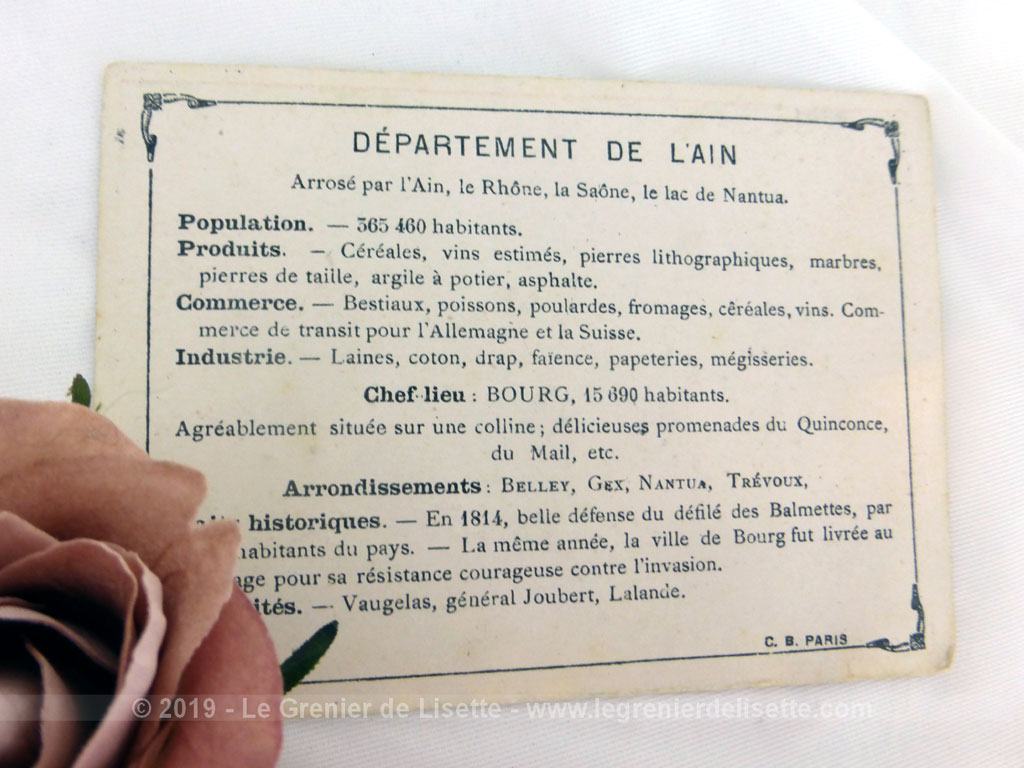 DÉPARTEMENT DE L'AIN
Arrosé par l'Ain, le Rhône, la Saône, le lac de Nantua.
Population. — 365 460 habitants.
Produits. — Céréales, vins estimés, pierres lithographiques, marbres,
pierres de taille, argile à potier, asphalte.
Commerce. — Bestiaux, poissons, poulardes, fromages, cêréales, vins. Com-
merce de transit pour l'Allemagne et la Suisse.
Industrie. — Laines, coton, drap, faïence, papeteries, mégisseries.
Chef-lieu : BOURG, 15 690 habitants.
Agréablement située sur une colline ; délicieuses promenades du Quinconce,
du Mail, etc.
Arrondissements : BELLEY, GEX, NANTUA, TRÉVOUX,
historiques. — En 1814, belle défense du défilé des Balmettes, par
habitants du pays. — La même année, la ville de Bourg fut livrée au
age pour sa résistance courageuse contre l'invasion.
ités. — Vaugelas, général Joubert, Lalande.
C. B. PARIS
© 2019 - Le Grenier de Lisette - www.legrenierdelisette.com